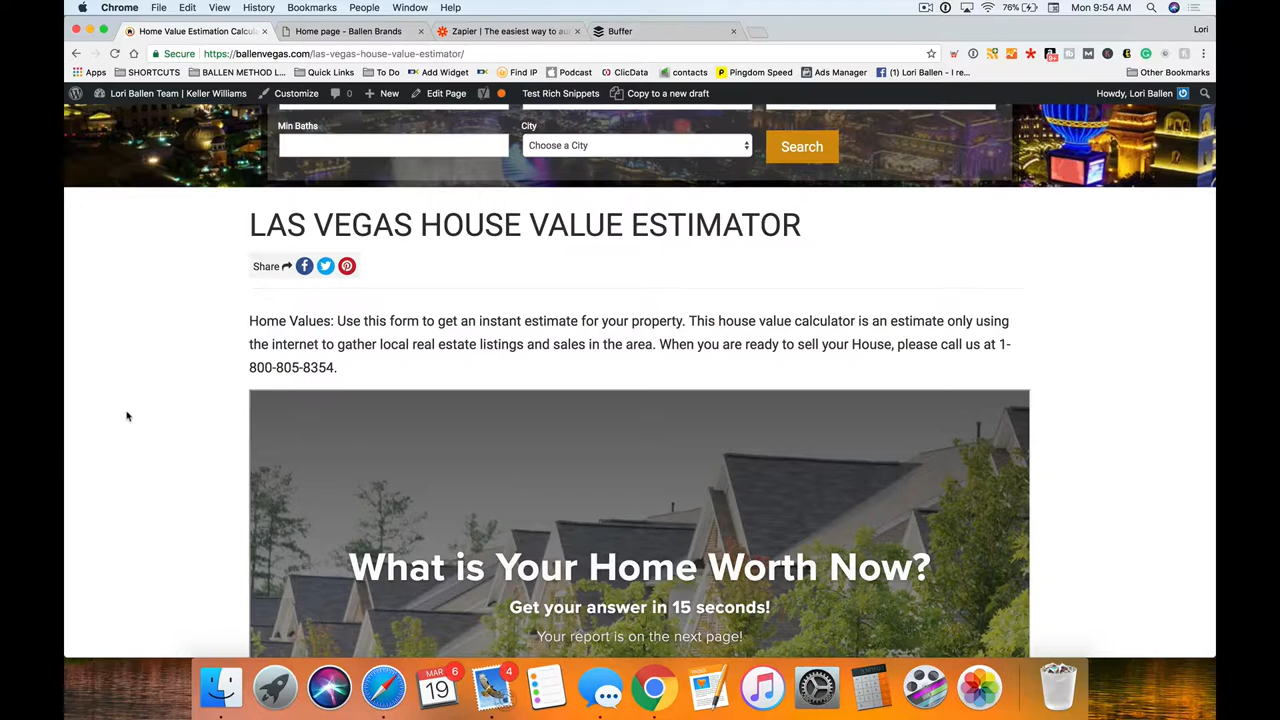 Chrome File Edit View History Bookmarks People Window Help 76% Mon 9:54 AM
Home Value Estimation Calcula Home page - Ballen Brands Zapier | The easiest way to au Buffer Lori
Secure https://ballenvegas.com/las-vegas-house-value-estimator/
Apps SHORTCUTS BALLEN METHOD L... Quick Links To Do Add Widget Find IP Podcast ClicData contacts Pingdom Speed Ads Manager (1) Lori Ballen - I re... Other Bookmarks
Lori Ballen Team | Keller Williams Customize 0 New Edit Page Test Rich Snippets Copy to a new draft Howdy, Lori Ballen
Min Baths City
Choose a City Search
LAS VEGAS HOUSE VALUE ESTIMATOR
Share
Home Values: Use this form to get an instant estimate for your property. This house value calculator is an estimate only using
the internet to gather local real estate listings and sales in the area. When you are ready to sell your House, please call us at 1-
800-805-8354.
What is Your Home Worth Now?
Get your answer in 15 seconds!
Your report is on the next page!
MAR 6 4
19